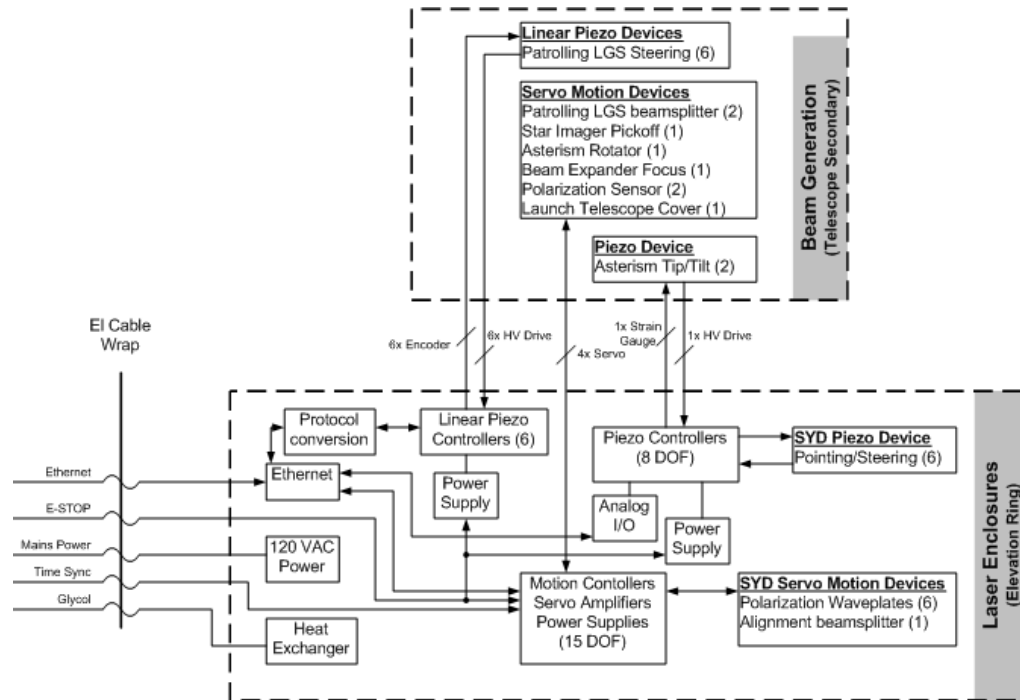 Linear Piezo Devices
Patrolling LGS Steering (6)
Servo Motion Devices
Patrolling LGS beamsplitter (2)
Star Imager Pickoff (1)
Asterism Rotator (1)
Beam Expander Focus (1)
Polarization Sensor (2)
Launch Telescope Cover (1)
Piezo Device
Asterism Tip/Tilt (2)
Beam Generation
(Telescope Secondary)
El Cable
Wrap
6x Encoder
6x HV Drive
4x Servo
1x Strain
Gauge
1x HV Drive
Protocol
conversion
Linear Piezo
Controllers (6)
Ethernet
Power
Supply
Piezo Controllers
(8 DOF)
SYD Piezo Device
Pointing/Steering (6)
Analog
I/O
Power
Supply
Ethernet
E-STOP
Mains Power
Time Sync
Glycol
120 VAC
Power
Heat
Exchanger
Motion Contollers
Servo Amplifiers
Power Supplies
(15 DOF)
SYD Servo Motion Devices
Polarization Waveplates (6)
Alignment beamsplitter (1)
Laser Enclosures
(Elevation Ring)